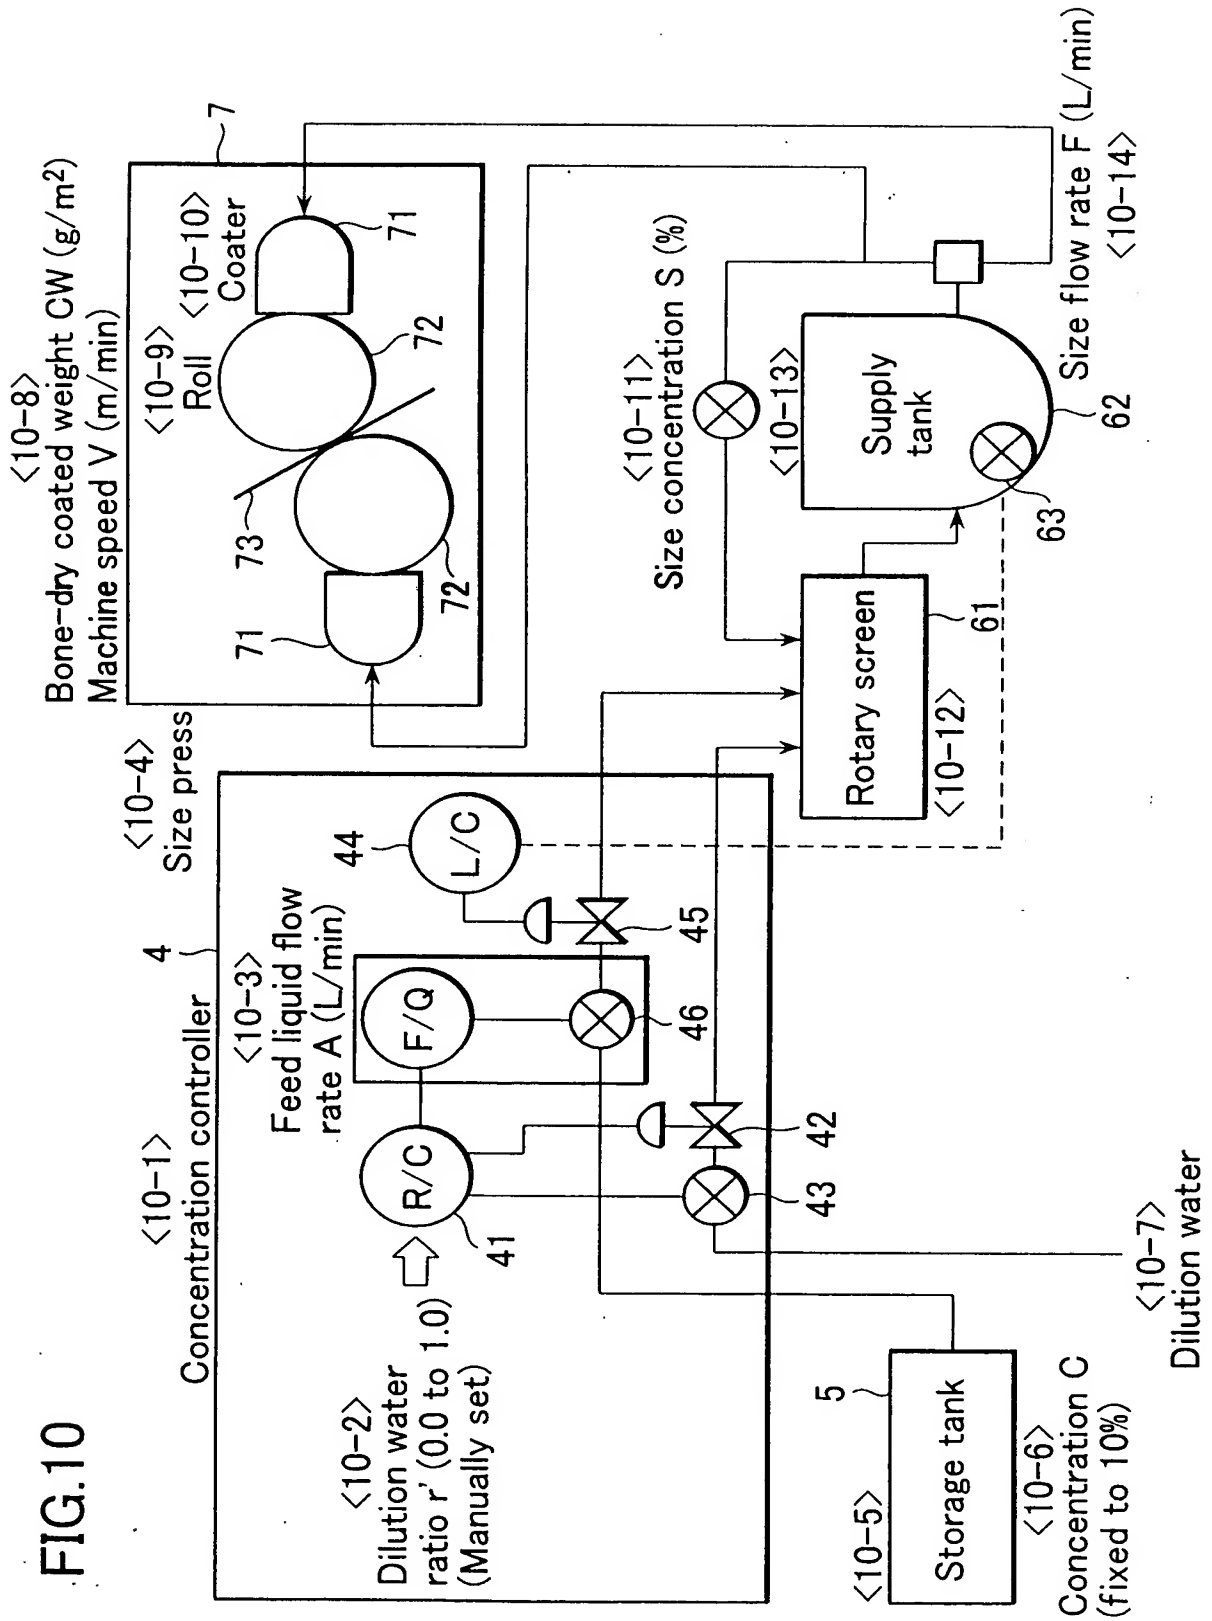 FIG.10
<10-1>
Concentration controller
4
<10-2>
Dilution water
ratio r' (0.0 to 1.0)
(Manually set)
<10-3>
Feed liquid flow
rate A (L/min)
R/C
41
F/Q
46
L/C
44
45
42
43
<10-4>
Size press
<10-8>
Bone-dry coated weight CW (g/m2)
Machine speed V (m/min)
7
<10-9>
Roll
<10-10>
Coater
71
72
73
72
71
<10-5>
Storage tank
5
<10-6>
Concentration C
(fixed to 10%)
<10-7>
Dilution water
<10-11>
Size concentration S (%)
<10-12>
Rotary screen
61
<10-13>
Supply
tank
62
63
Size flow rate F (L/min)
<10-14>